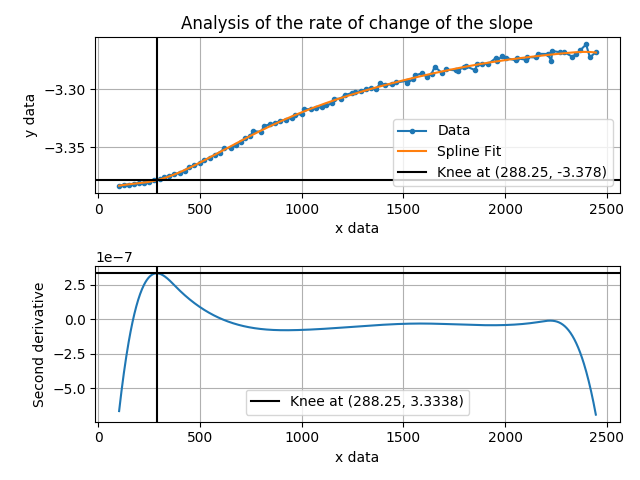 Analysis of the rate of change of the slope
y data
−3.30
−3.35
Data
Spline Fit
Knee at (288.25, -3.378)
0 500 1000 1500 2000 2500
x data
1e−7
Second derivative
2.5
0.0
−2.5
−5.0
Knee at (288.25, 3.3338)
0 500 1000 1500 2000 2500
x data